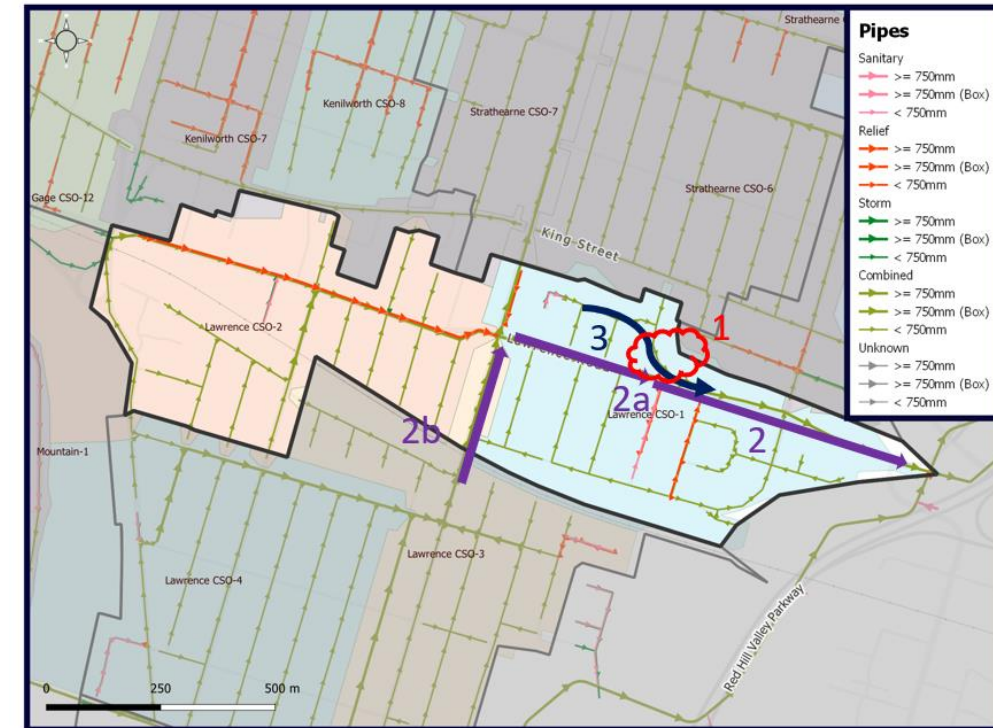 Strathearne
Kenilworth CSO-8
Strathearne CSO-7
Kenilworth CSO-7
Strathearne CSO-6
Gage CSO-12
King Street
Lawrence CSO-2
3
1
2a
Lawrence CSO-1
2b
2
Mountain-1
Lawrence CSO-3
Lawrence CSO-4
Red Hill Valley Parkway
0 250 500 m
Pipes
Sanitary
>= 750mm
>= 750mm (Box)
< 750mm
Relief
>= 750mm
>= 750mm (Box)
< 750mm
Storm
>= 750mm
>= 750mm (Box)
< 750mm
Combined
>= 750mm
>= 750mm (Box)
< 750mm
Unknown
>= 750mm
>= 750mm (Box)
< 750mm